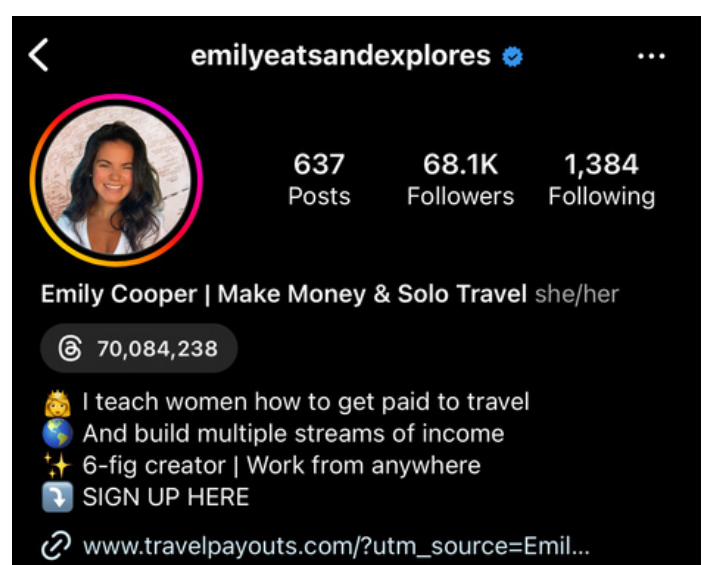 emilyeatsandexplores
637 68.1K 1,384
Posts Followers Following
Emily Cooper | Make Money & Solo Travel she/her
70,084,238
👸 I teach women how to get paid to travel
🌎 And build multiple streams of income
✨ 6-fig creator | Work from anywhere
⤵️ SIGN UP HERE
www.travelpayouts.com/?utm_source=Emil...